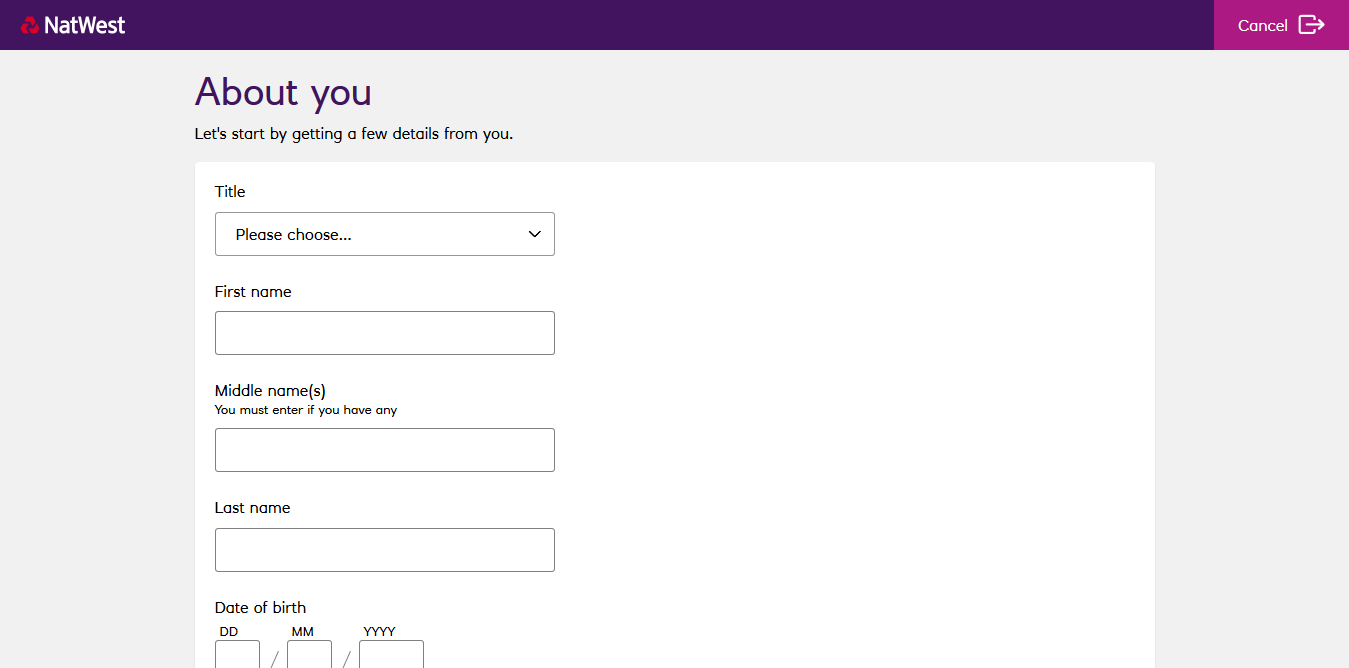 NatWest
Cancel
About you
Let's start by getting a few details from you.
Title
Please choose...
First name
Middle name(s)
You must enter if you have any
Last name
Date of birth
DD MM YYYY
/ /